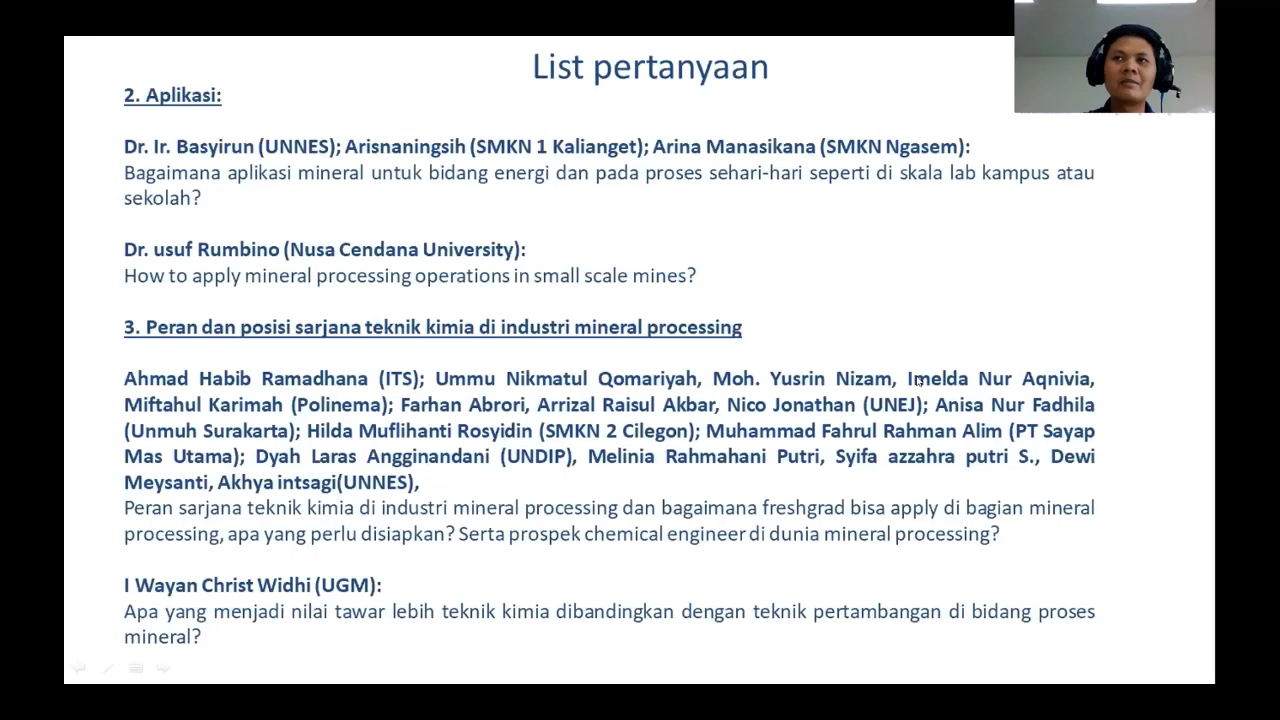 List pertanyaan
2. Aplikasi:
Dr. Ir. Basyirun (UNNES); Arisnaningsih (SMKN 1 Kalianget); Arina Manasikana (SMKN Ngasem):
Bagaimana aplikasi mineral untuk bidang energi dan pada proses sehari-hari seperti di skala lab kampus atau
sekolah?
Dr. usuf Rumbino (Nusa Cendana University):
How to apply mineral processing operations in small scale mines?
3. Peran dan posisi sarjana teknik kimia di industri mineral processing
Ahmad Habib Ramadhana (ITS); Ummu Nikmatul Qomariyah, Moh. Yusrin Nizam, Imelda Nur Aqnivia,
Miftahul Karimah (Polinema); Farhan Abrori, Arrizal Raisul Akbar, Nico Jonathan (UNEJ); Anisa Nur Fadhila
(Unmuh Surakarta); Hilda Muflihanti Rosyidin (SMKN 2 Cilegon); Muhammad Fahrul Rahman Alim (PT Sayap
Mas Utama); Dyah Laras Angginandani (UNDIP), Melinia Rahmahani Putri, Syifa azzahra putri S., Dewi
Meysanti, Akhya intsagi(UNNES),
Peran sarjana teknik kimia di industri mineral processing dan bagaimana freshgrad bisa apply di bagian mineral
processing, apa yang perlu disiapkan? Serta prospek chemical engineer di dunia mineral processing?
I Wayan Christ Widhi (UGM):
Apa yang menjadi nilai tawar lebih teknik kimia dibandingkan dengan teknik pertambangan di bidang proses
mineral?